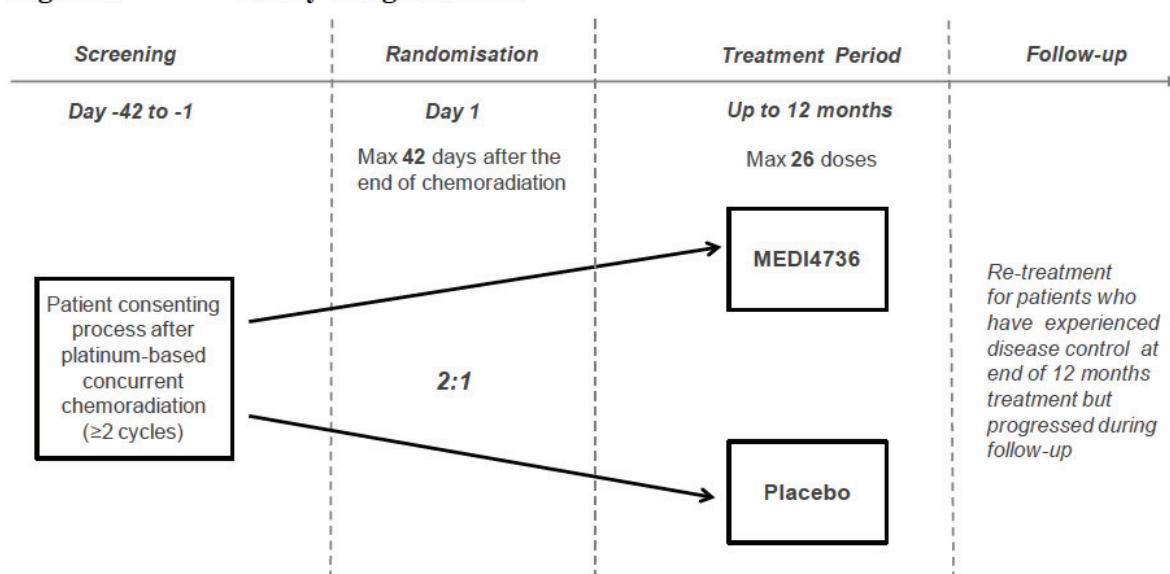 Screening
Randomisation
Treatment Period
Follow-up
Day -42 to -1
Day 1
Up to 12 months
Max 42 days after the
end of chemoradiation
Max 26 doses
Patient consenting
process after
platinum-based
concurrent
chemoradiation
(≥2 cycles)
2:1
MEDI4736
Placebo
Re-treatment
for patients who
have experienced
disease control at
end of 12 months
treatment but
progressed during
follow-up